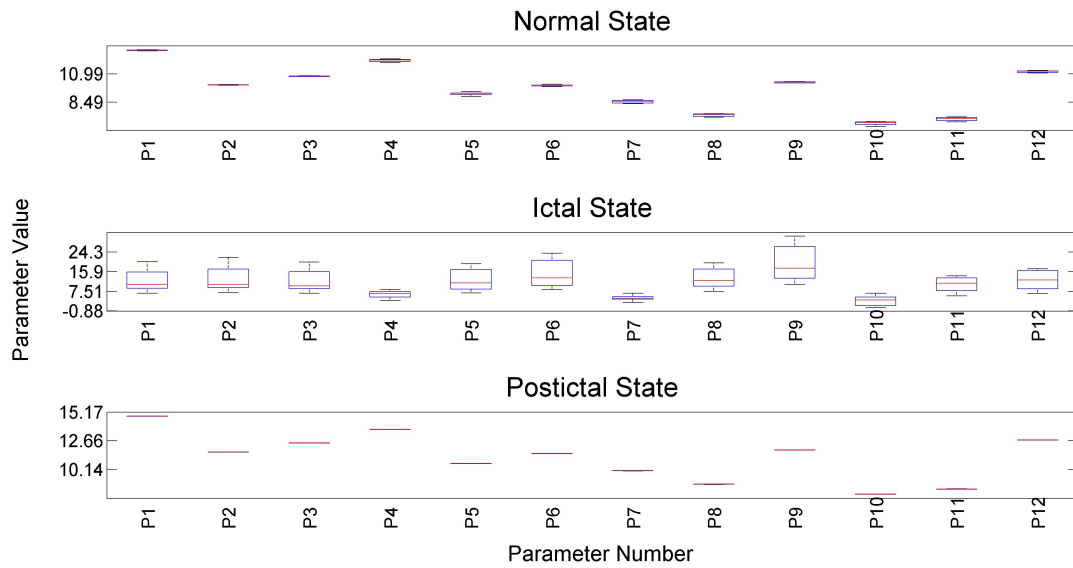 Normal State
10.99
8.49
P1 P2 P3 P4 P5 P6 P7 P8 P9 P10 P11 P12
Parameter Value
Ictal State
24.3
15.9
7.51
-0.88
P1 P2 P3 P4 P5 P6 P7 P8 P9 P10 P11 P12
Postictal State
15.17
12.66
10.14
P1 P2 P3 P4 P5 P6 P7 P8 P9 P10 P11 P12
Parameter Number